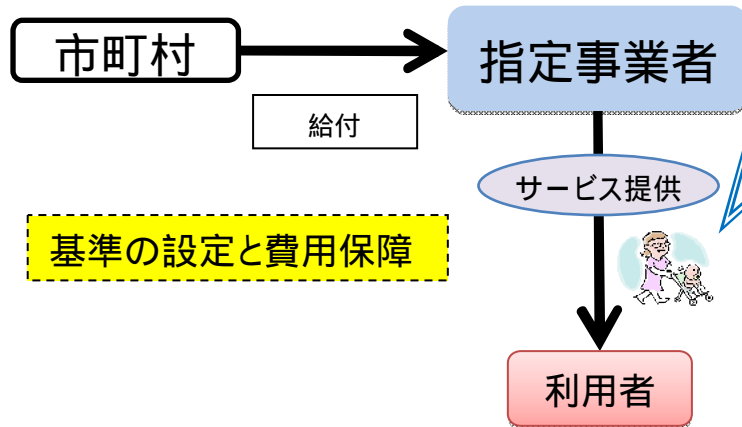 市町村
指定事業者
給付
サービス提供
基準の設定と費用保障
利用者